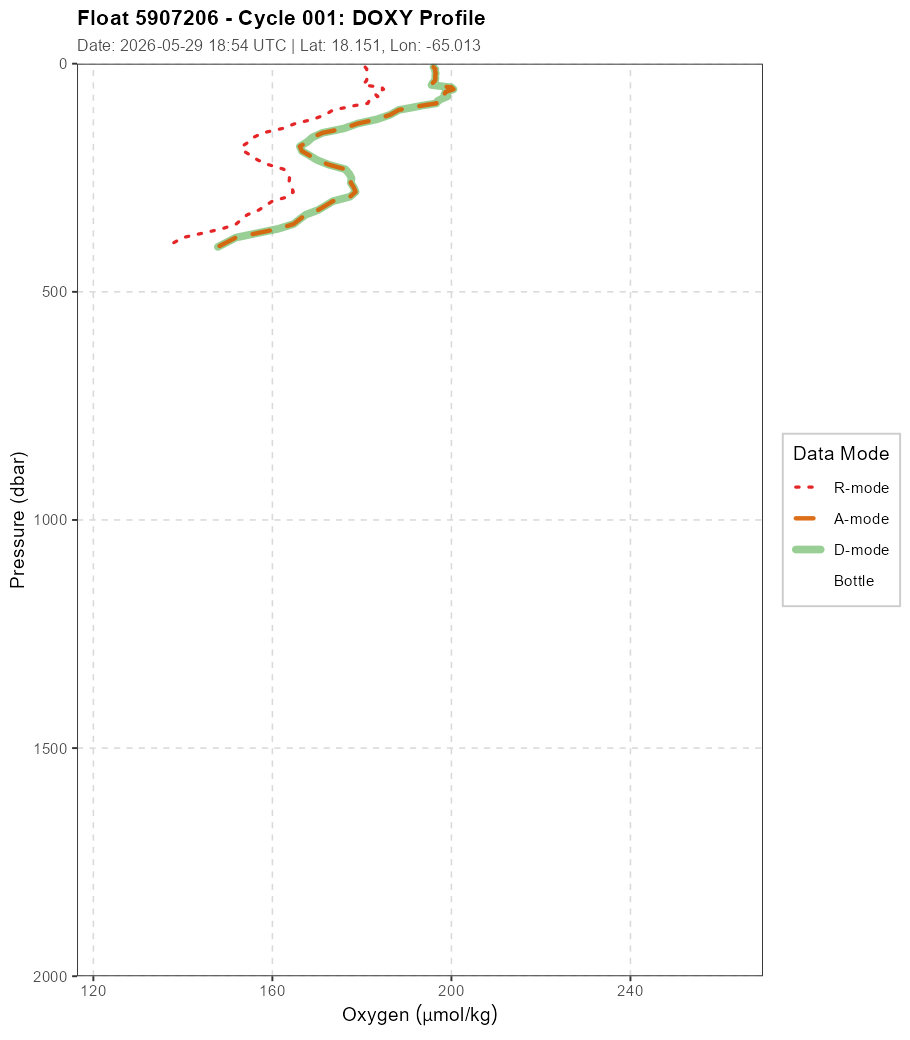 Float 5907206 - Cycle 001: DOXY Profile
Date: 2026-05-29 18:54 UTC | Lat: 18.151, Lon: -65.013
0
500
1000
1500
2000
Pressure (dbar)
120 160 200 240
Oxygen (μmol/kg)
Data Mode
R-mode
A-mode
D-mode
Bottle